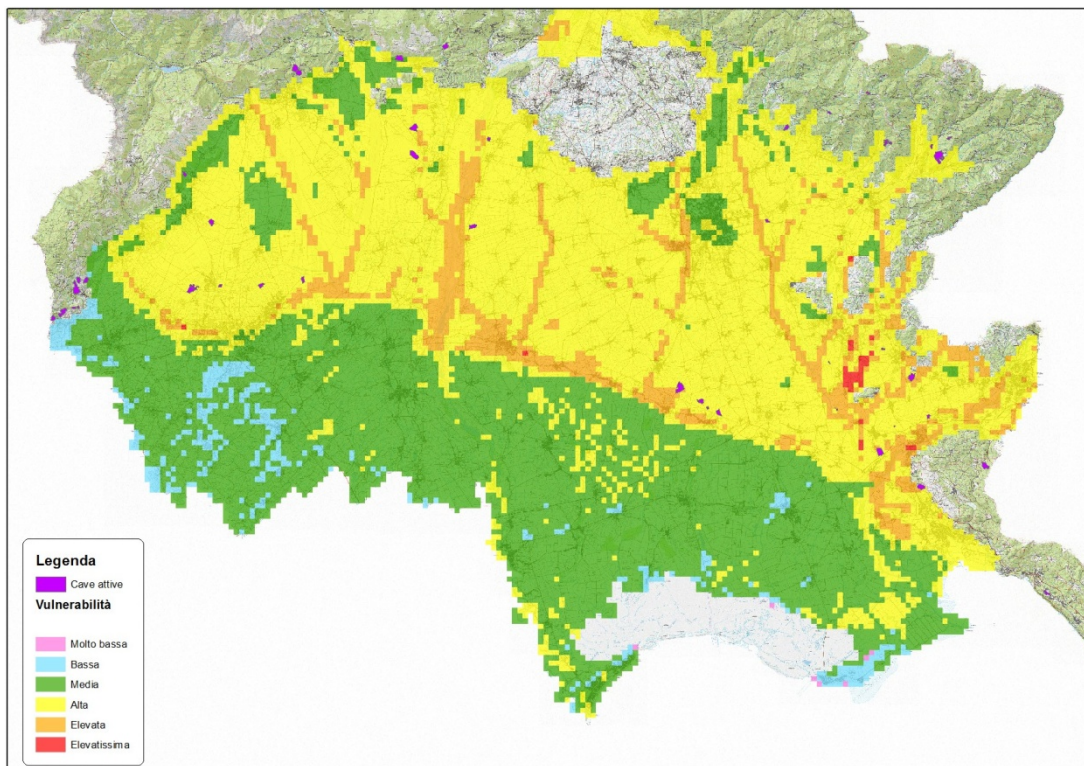 Legenda
Cave attive
Vulnerabilità
Molto bassa
Bassa
Media
Alta
Elevata
Elevatissima